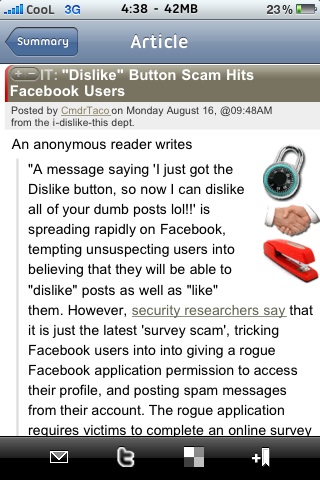 CooL 3G 4:38 - 42MB 23%
Summary Article
IT: "Dislike" Button Scam Hits
Facebook Users
Posted by CmdrTaco on Monday August 16, @09:48AM
from the i-dislike-this dept.
An anonymous reader writes
"A message saying 'I just got the
Dislike button, so now I can dislike
all of your dumb posts lol!!' is
spreading rapidly on Facebook,
tempting unsuspecting users into
believing that they will be able to
"dislike" posts as well as "like"
them. However, security researchers say that
it is just the latest 'survey scam', tricking
Facebook users into into giving a rogue
Facebook application permission to access
their profile, and posting spam messages
from their account. The rogue application
requires victims to complete an online survey